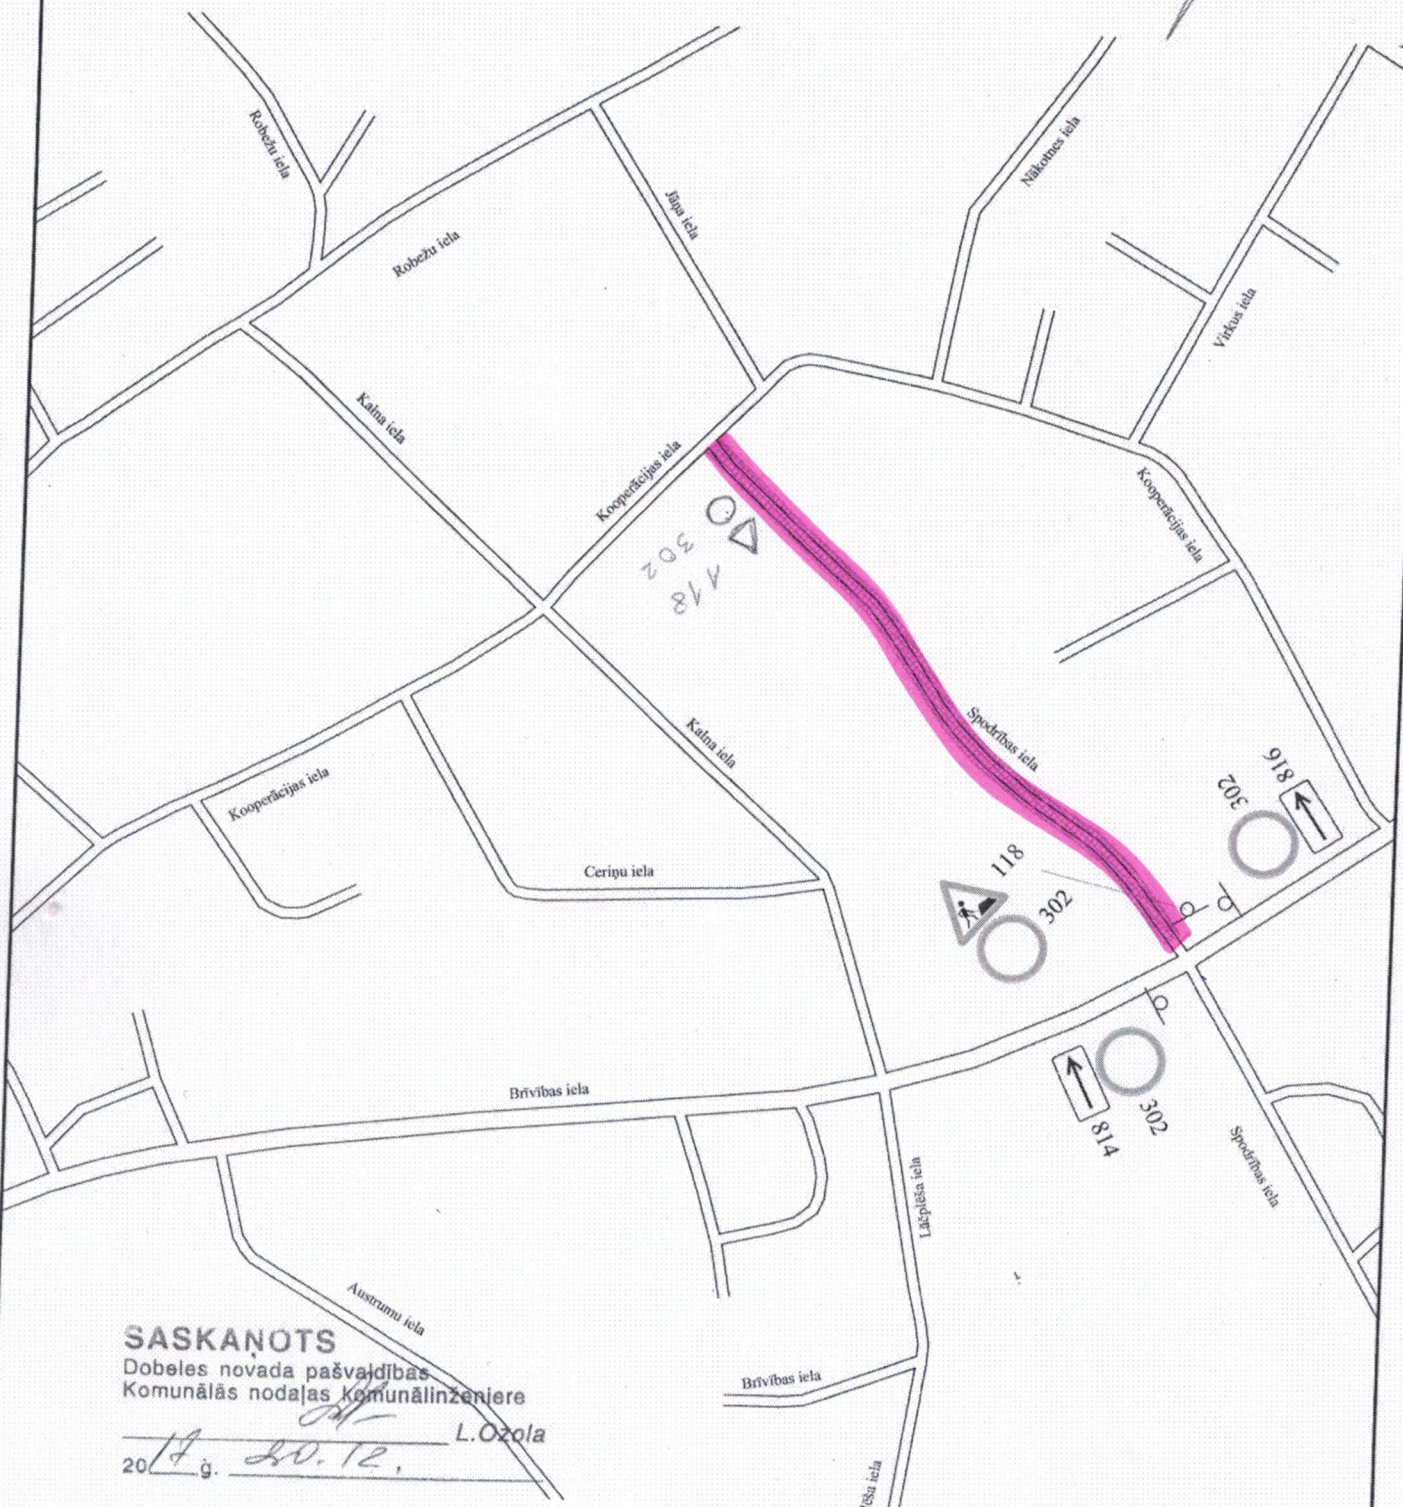 Robežu iela
Nākotnes iela
Jāņa iela
Robežu iela
Virkus iela
Kalna iela
Kooperācijas iela
Kooperācijas iela
302
118
Spodrības iela
Kalna iela
Kooperācijas iela
816
302
118
302
Ceriņu iela
Brīvības iela
302
814
Spodrības iela
Lāčplēša iela
Austrumu iela
Brīvības iela
ēša iela
SASKAŅOTS
Dobeles novada pašvaldības
Komunālās nodaļas komunālinženiere
L.Ozola
2017 ģ. 20.12.